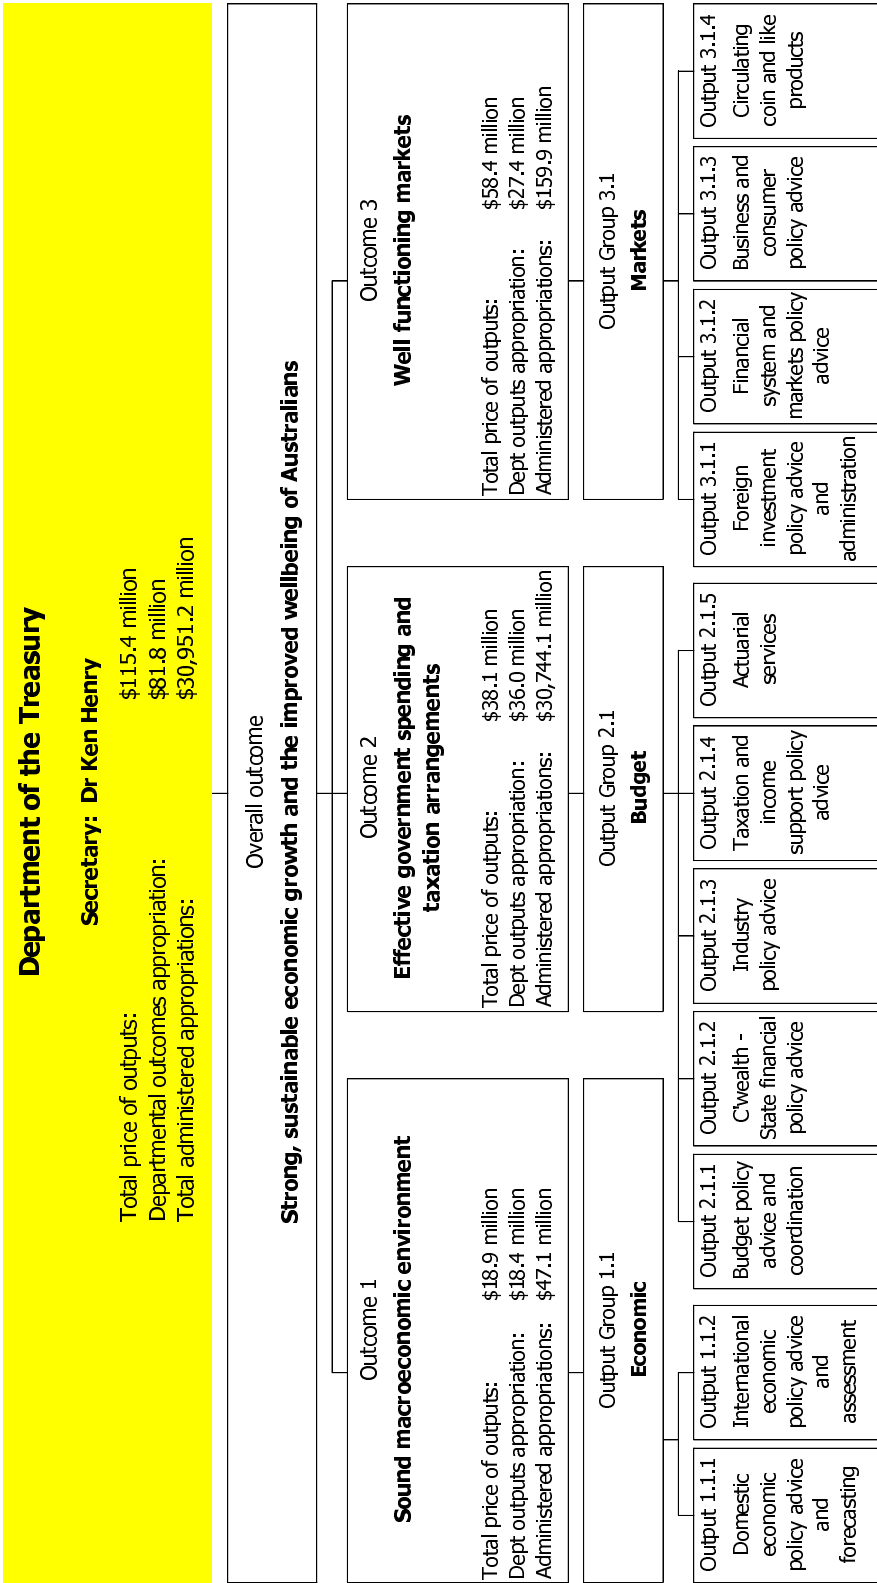 Department of the Treasury
Secretary: Dr Ken Henry
Total price of outputs: $115.4 million
Departmental outcomes appropriation: $81.8 million
Total administered appropriations: $30,951.2 million
Overall outcome
Strong, sustainable economic growth and the improved wellbeing of Australians
Outcome 1
Sound macroeconomic environment
Total price of outputs: $18.9 million
Dept outputs appropriation: $18.4 million
Administered appropriations: $47.1 million
Outcome 2
Effective government spending and
taxation arrangements
Total price of outputs: $38.1 million
Dept outputs appropriation: $36.0 million
Administered appropriations: $30,744.1 million
Outcome 3
Well functioning markets
Total price of outputs: $58.4 million
Dept outputs appropriation: $27.4 million
Administered appropriations: $159.9 million
Output Group 1.1
Economic
Output Group 2.1
Budget
Output Group 3.1
Markets
Output 1.1.1
Domestic
economic
policy advice
and
forecasting
Output 1.1.2
International
economic
policy advice
and
assessment
Output 2.1.1
Budget policy
advice and
coordination
Output 2.1.2
C'wealth -
State financial
policy advice
Output 2.1.3
Industry
policy advice
Output 2.1.4
Taxation and
income
support policy
advice
Output 2.1.5
Actuarial
services
Output 3.1.1
Foreign
investment
policy advice
and
administration
Output 3.1.2
Financial
system and
markets policy
advice
Output 3.1.3
Business and
consumer
policy advice
Output 3.1.4
Circulating
coin and like
products